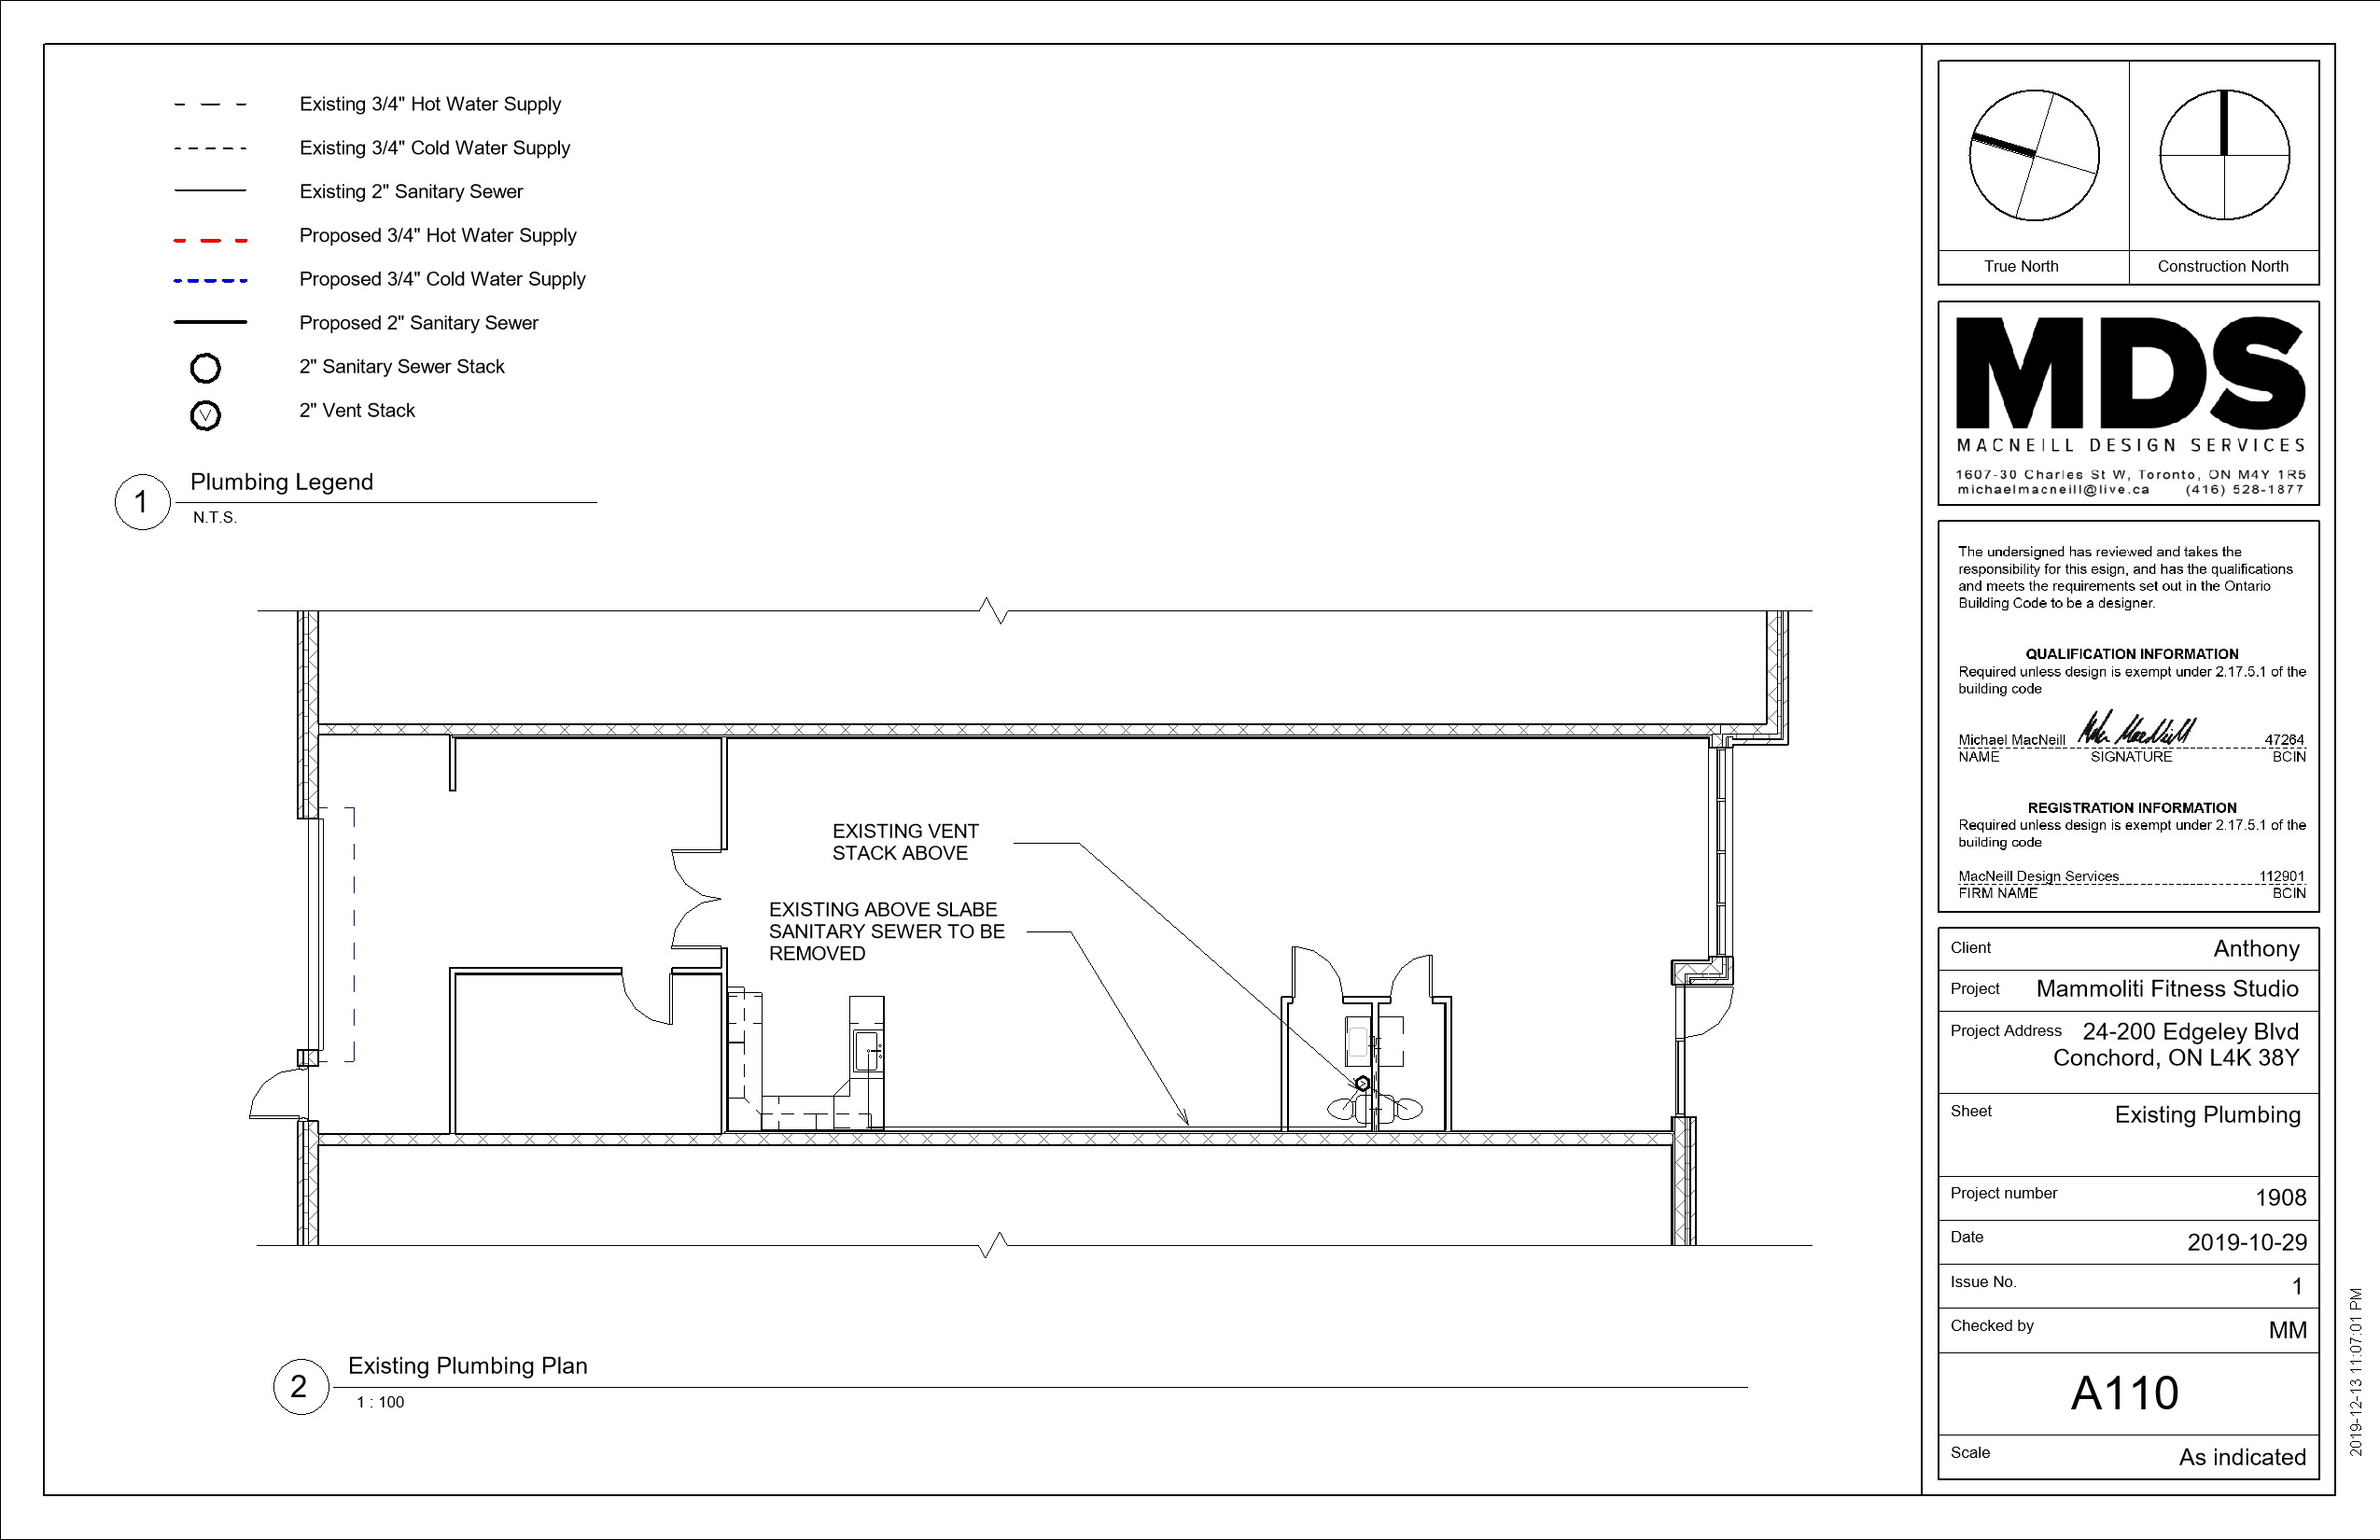 Existing 3/4" Hot Water Supply
Existing 3/4" Cold Water Supply
Existing 2" Sanitary Sewer
Proposed 3/4" Hot Water Supply
Proposed 3/4" Cold Water Supply
Proposed 2" Sanitary Sewer
2" Sanitary Sewer Stack
V
2" Vent Stack
1
Plumbing Legend
N.T.S.
EXISTING VENT
STACK ABOVE
EXISTING ABOVE SLABE
SANITARY SEWER TO BE
REMOVED
2
Existing Plumbing Plan
1 : 100
True North
Construction North
MDS
MACNEILL DESIGN SERVICES
1607-30 Charles St W, Toronto, ON M4Y 1R5
michaelmacneill@live.ca (416) 528-1877
The undersigned has reviewed and takes the
responsibility for this esign, and has the qualifications
and meets the requirements set out in the Ontario
Building Code to be a designer.
QUALIFICATION INFORMATION
Required unless design is exempt under 2.17.5.1 of the
building code
Michael MacNeill Mike MacNeill 47264
NAME SIGNATURE BCIN
REGISTRATION INFORMATION
Required unless design is exempt under 2.17.5.1 of the
building code
MacNeill Design Services 112901
FIRM NAME BCIN
Client Anthony
Project Mammoliti Fitness Studio
Project Address 24-200 Edgeley Blvd
Conchord, ON L4K 38Y
Sheet Existing Plumbing
Project number 1908
Date 2019-10-29
Issue No. 1
Checked by MM
A110
Scale As indicated
2019-12-13 11:07:01 PM